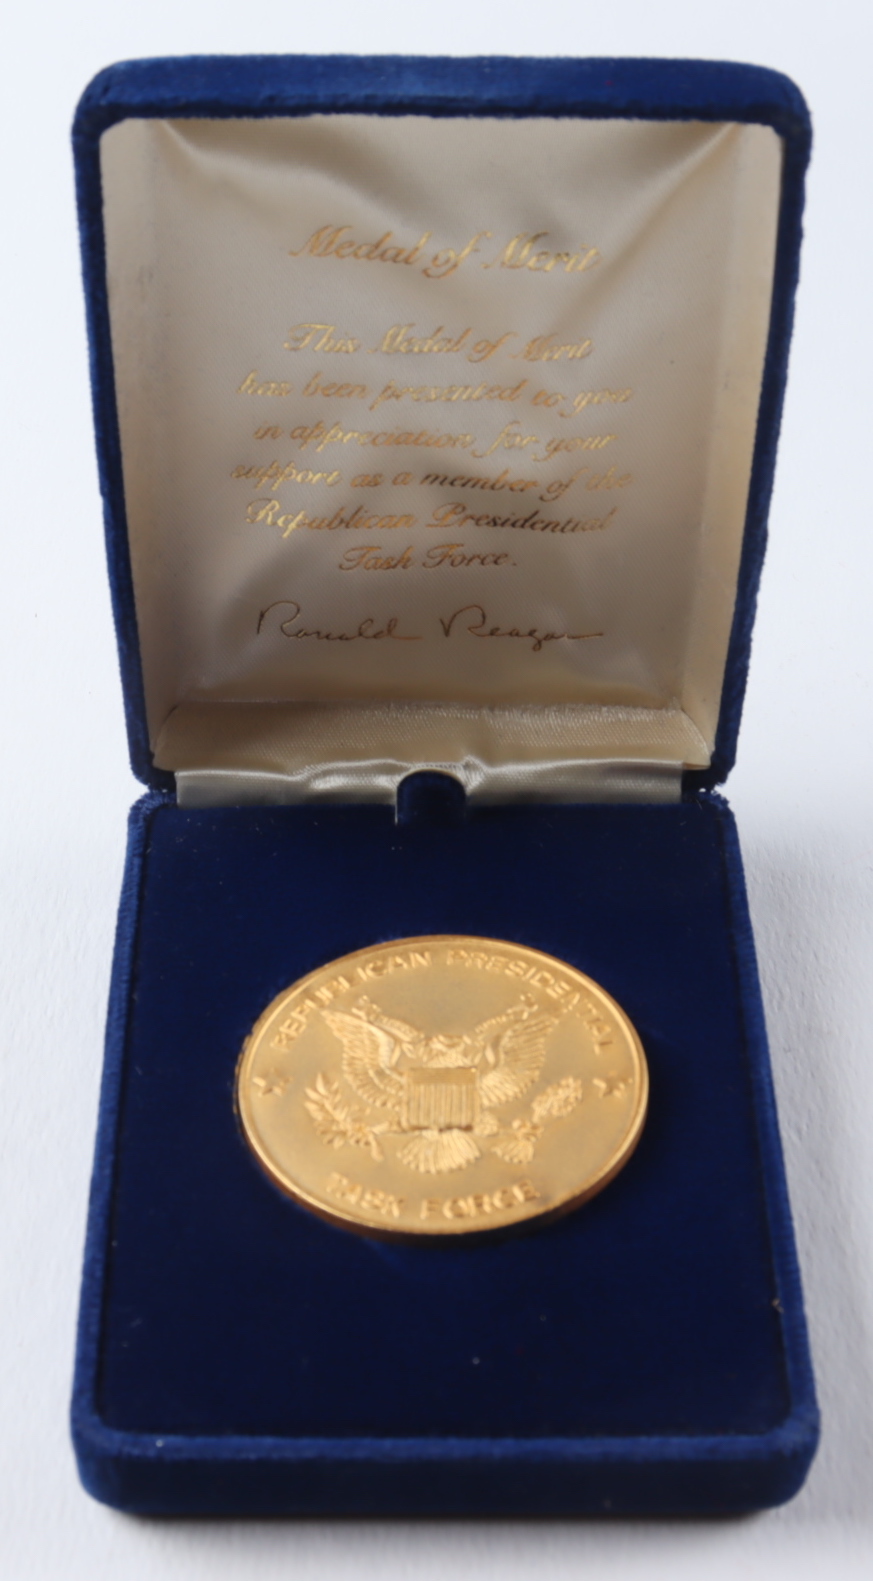 Medal of Merit
This Medal of Merit
has been presented to you
in appreciation for your
support as a member of the
Republican Presidential
Task Force.
Ronald Reagan
REPUBLICAN PRESIDENTIAL
TASK FORCE